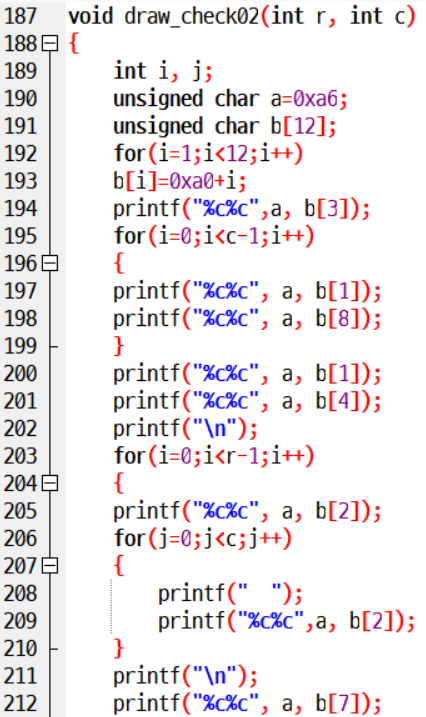 187 void draw_check02(int r, int c)
188 {
189 int i, j;
190 unsigned char a=0xa6;
191 unsigned char b[12];
192 for(i=1;i<12;i++)
193 b[i]=0xa0+i;
194 printf("%c%c",a, b[3]);
195 for(i=0;i<c-1;i++)
196 {
197 printf("%c%c", a, b[1]);
198 printf("%c%c", a, b[8]);
199 }
200 printf("%c%c", a, b[1]);
201 printf("%c%c", a, b[4]);
202 printf("\n");
203 for(i=0;i<r-1;i++)
204 {
205 printf("%c%c", a, b[2]);
206 for(j=0;j<c;j++)
207 {
208 printf("  ");
209 printf("%c%c",a, b[2]);
210 }
211 printf("\n");
212 printf("%c%c", a, b[7]);